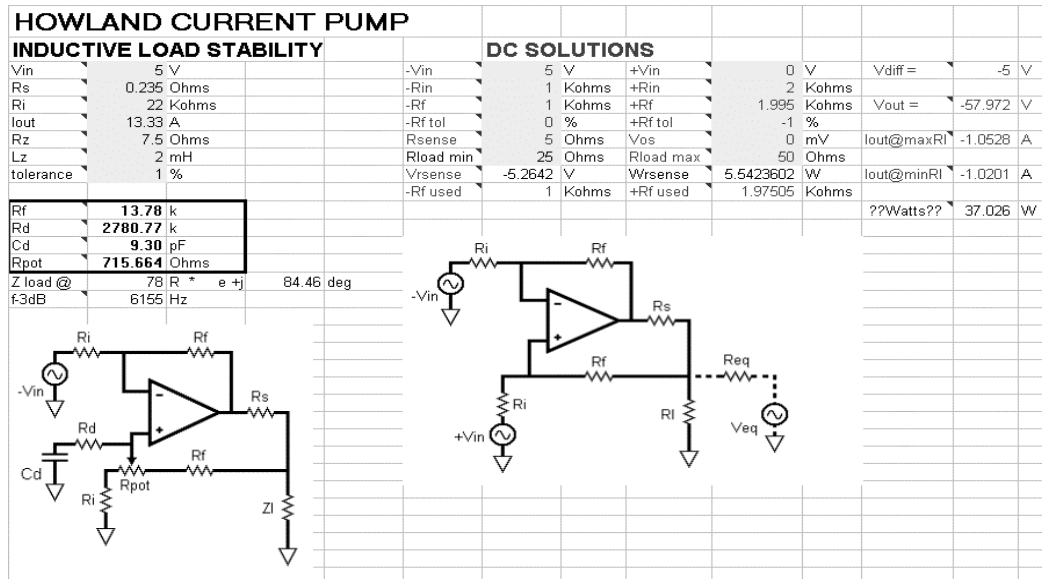 HOWLAND CURRENT PUMP
INDUCTIVE LOAD STABILITY DC SOLUTIONS
Vin 5 V -Vin 5 V +Vin 0 V Vdiff = -5 V
Rs 0.235 Ohms -Rin 1 Kohms +Rin 2 Kohms
Ri 22 Kohms -Rf 1 Kohms +Rf 1.995 Kohms Vout = -57.972 V
Iout 13.33 A -Rf tol 0 % +Rf tol -1 %
Rz 7.5 Ohms Rsense 5 Ohms Vos 0 mV Iout@maxRl -1.0528 A
Lz 2 mH Rload min 25 Ohms Rload max 50 Ohms
tolerance 1 % Vrsense -5.2642 V Wrsense 5.5423602 W Iout@minRl -1.0201 A
-Rf used 1 Kohms +Rf used 1.97505 Kohms
Rf 13.78 k ??Watts?? 37.026 W
Rd 2780.77 k
Cd 9.30 pF
Rpot 715.664 Ohms
Z load @ 78 R * e +j 84.46 deg
f-3dB 6155 Hz
Ri Rf
-Vin
Rs
Rf Req
Ri
Rl Veq
+Vin
Ri Rf
-Vin
Rs
Rd
Rf
Cd
Rpot
Ri
Zl